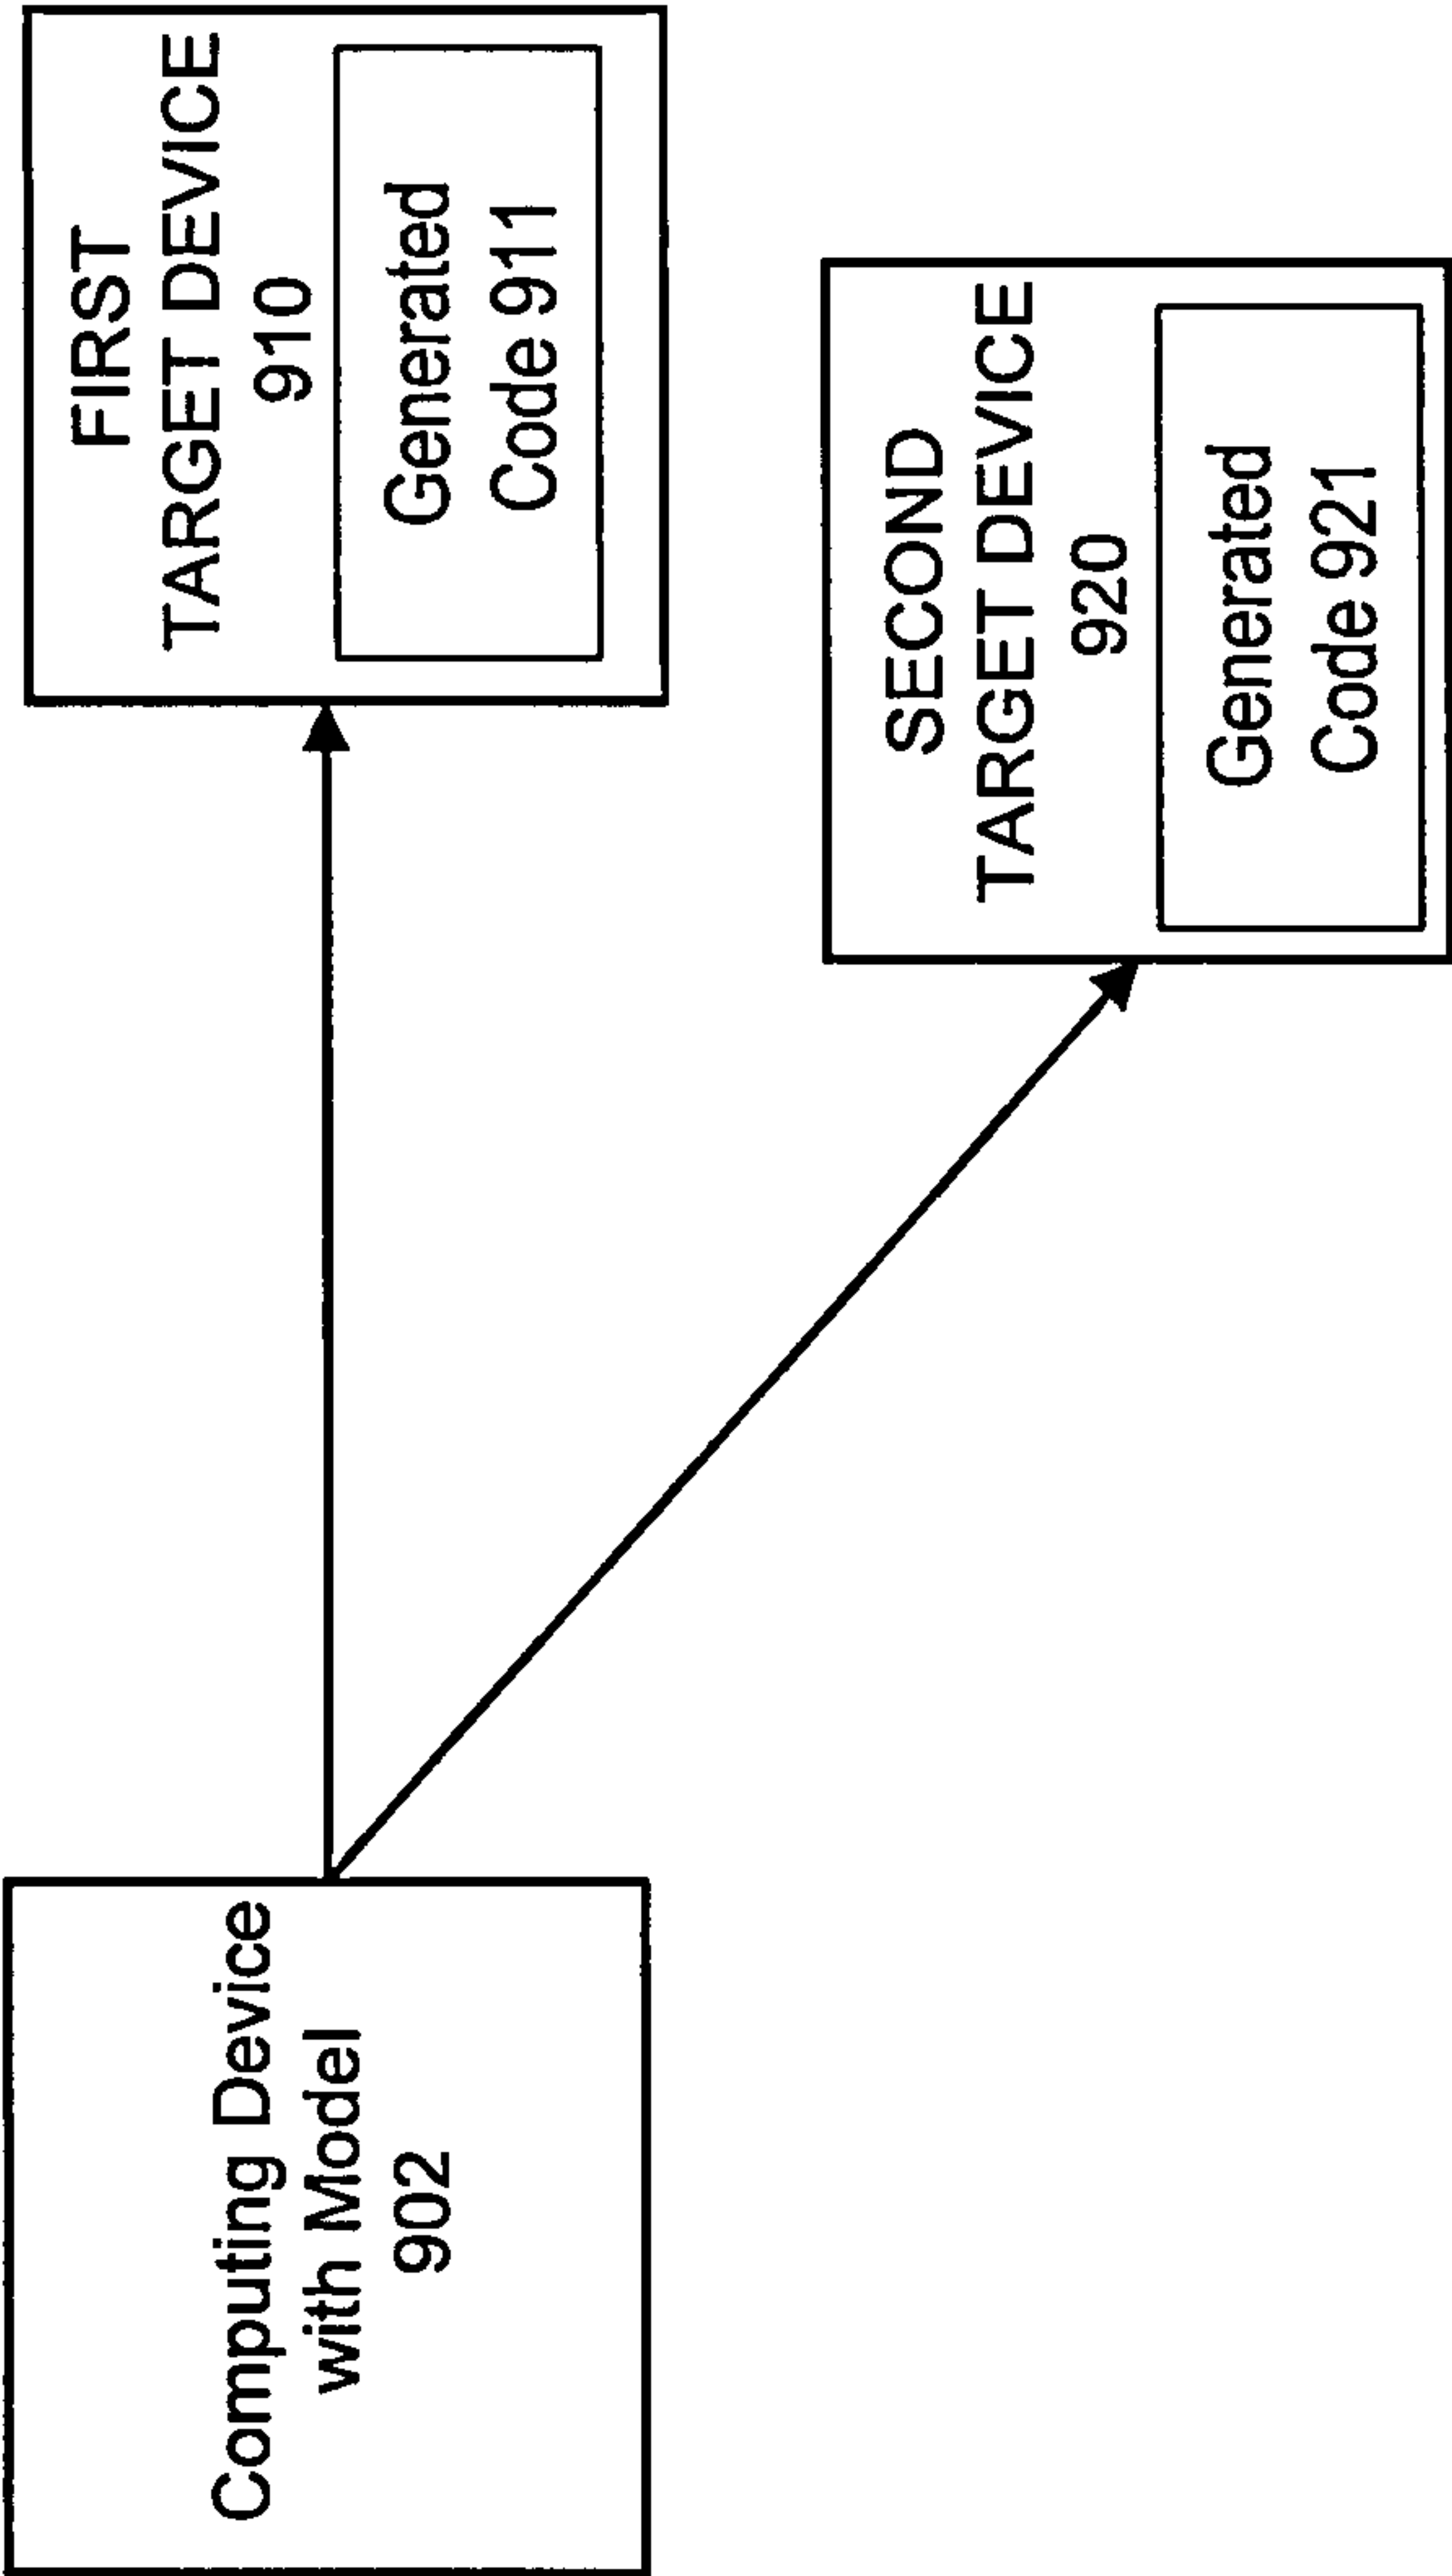 Computing Device
with Model
902
FIRST
TARGET DEVICE
910
Generated
Code 911
SECOND
TARGET DEVICE
920
Generated
Code 921